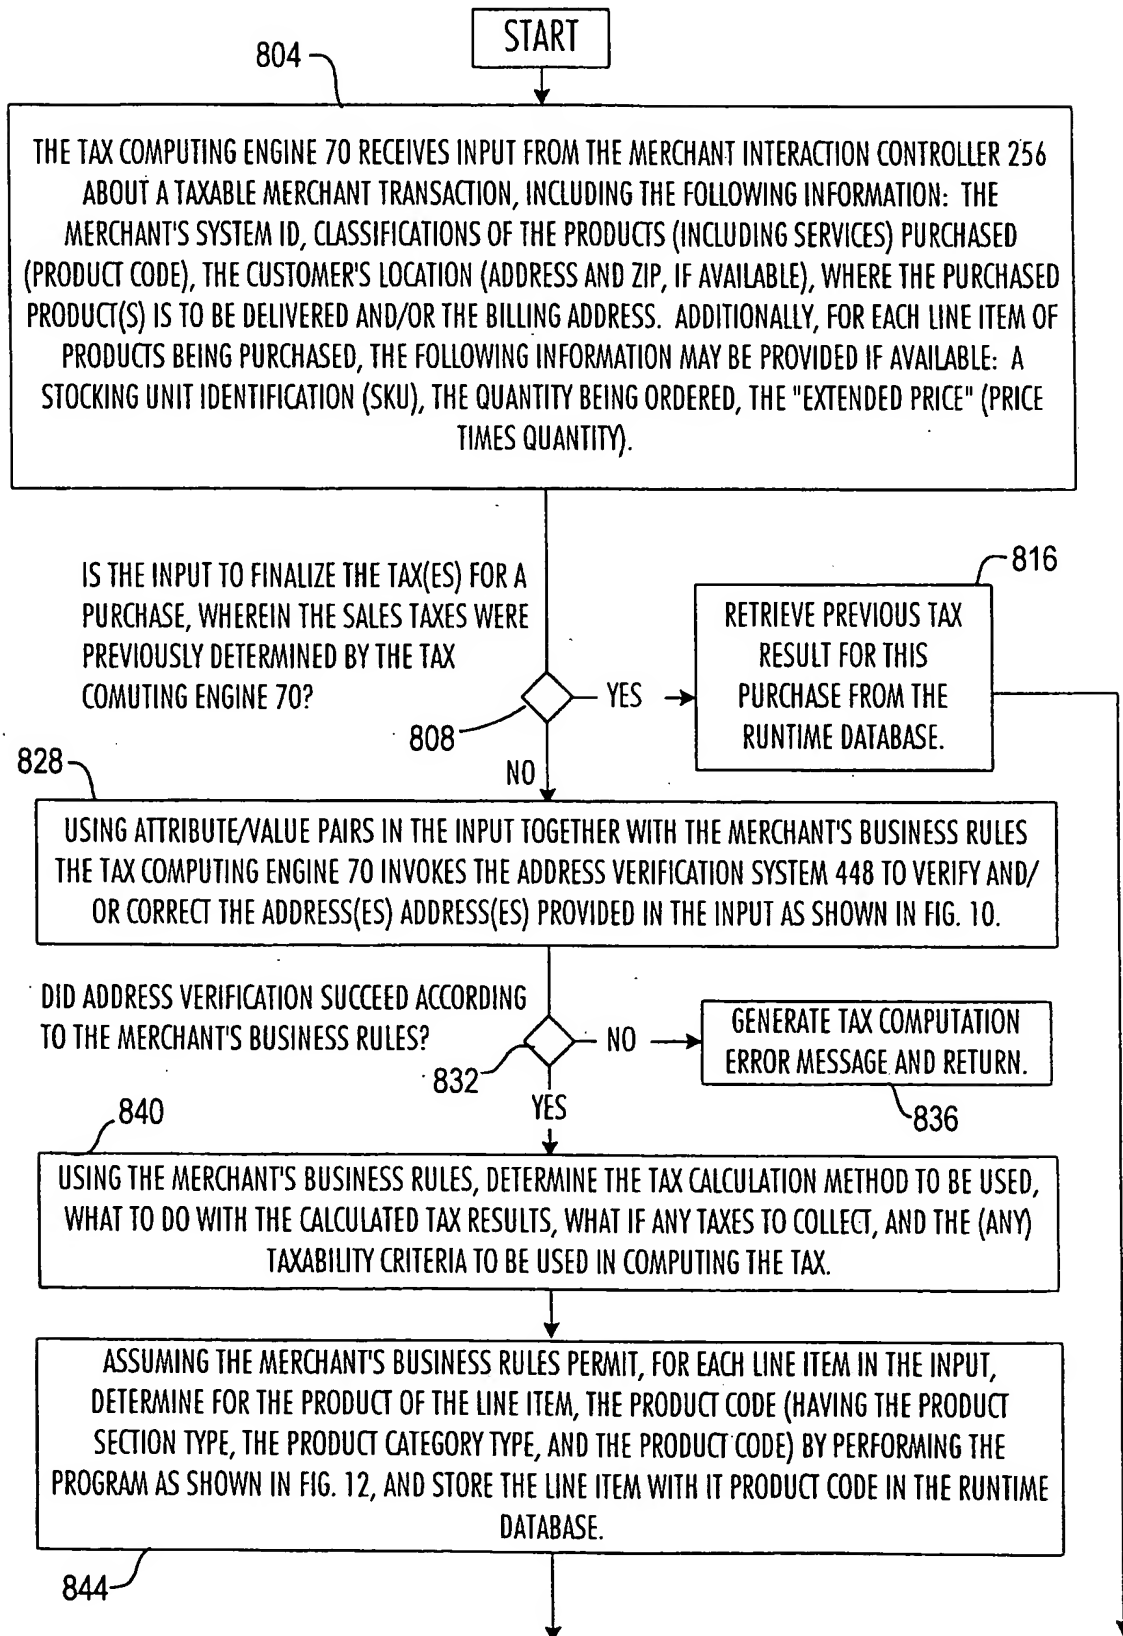 START
804
THE TAX COMPUTING ENGINE 70 RECEIVES INPUT FROM THE MERCHANT INTERACTION CONTROLLER 256
ABOUT A TAXABLE MERCHANT TRANSACTION, INCLUDING THE FOLLOWING INFORMATION: THE
MERCHANT'S SYSTEM ID, CLASSIFICATIONS OF THE PRODUCTS (INCLUDING SERVICES) PURCHASED
(PRODUCT CODE), THE CUSTOMER'S LOCATION (ADDRESS AND ZIP, IF AVAILABLE), WHERE THE PURCHASED
PRODUCT(S) IS TO BE DELIVERED AND/OR THE BILLING ADDRESS. ADDITIONALLY, FOR EACH LINE ITEM OF
PRODUCTS BEING PURCHASED, THE FOLLOWING INFORMATION MAY BE PROVIDED IF AVAILABLE: A
STOCKING UNIT IDENTIFICATION (SKU), THE QUANTITY BEING ORDERED, THE "EXTENDED PRICE" (PRICE
TIMES QUANTITY).
IS THE INPUT TO FINALIZE THE TAX(ES) FOR A
PURCHASE, WHEREIN THE SALES TAXES WERE
PREVIOUSLY DETERMINED BY THE TAX
COMUTING ENGINE 70?
808
YES
NO
816
RETRIEVE PREVIOUS TAX
RESULT FOR THIS
PURCHASE FROM THE
RUNTIME DATABASE.
828
USING ATTRIBUTE/VALUE PAIRS IN THE INPUT TOGETHER WITH THE MERCHANT'S BUSINESS RULES
THE TAX COMPUTING ENGINE 70 INVOKES THE ADDRESS VERIFICATION SYSTEM 448 TO VERIFY AND/
OR CORRECT THE ADDRESS(ES) ADDRESS(ES) PROVIDED IN THE INPUT AS SHOWN IN FIG. 10.
DID ADDRESS VERIFICATION SUCCEED ACCORDING
TO THE MERCHANT'S BUSINESS RULES?
832
NO
YES
GENERATE TAX COMPUTATION
ERROR MESSAGE AND RETURN.
836
840
USING THE MERCHANT'S BUSINESS RULES, DETERMINE THE TAX CALCULATION METHOD TO BE USED,
WHAT TO DO WITH THE CALCULATED TAX RESULTS, WHAT IF ANY TAXES TO COLLECT, AND THE (ANY)
TAXABILITY CRITERIA TO BE USED IN COMPUTING THE TAX.
ASSUMING THE MERCHANT'S BUSINESS RULES PERMIT, FOR EACH LINE ITEM IN THE INPUT,
DETERMINE FOR THE PRODUCT OF THE LINE ITEM, THE PRODUCT CODE (HAVING THE PRODUCT
SECTION TYPE, THE PRODUCT CATEGORY TYPE, AND THE PRODUCT CODE) BY PERFORMING THE
PROGRAM AS SHOWN IN FIG. 12, AND STORE THE LINE ITEM WITH IT PRODUCT CODE IN THE RUNTIME
DATABASE.
844